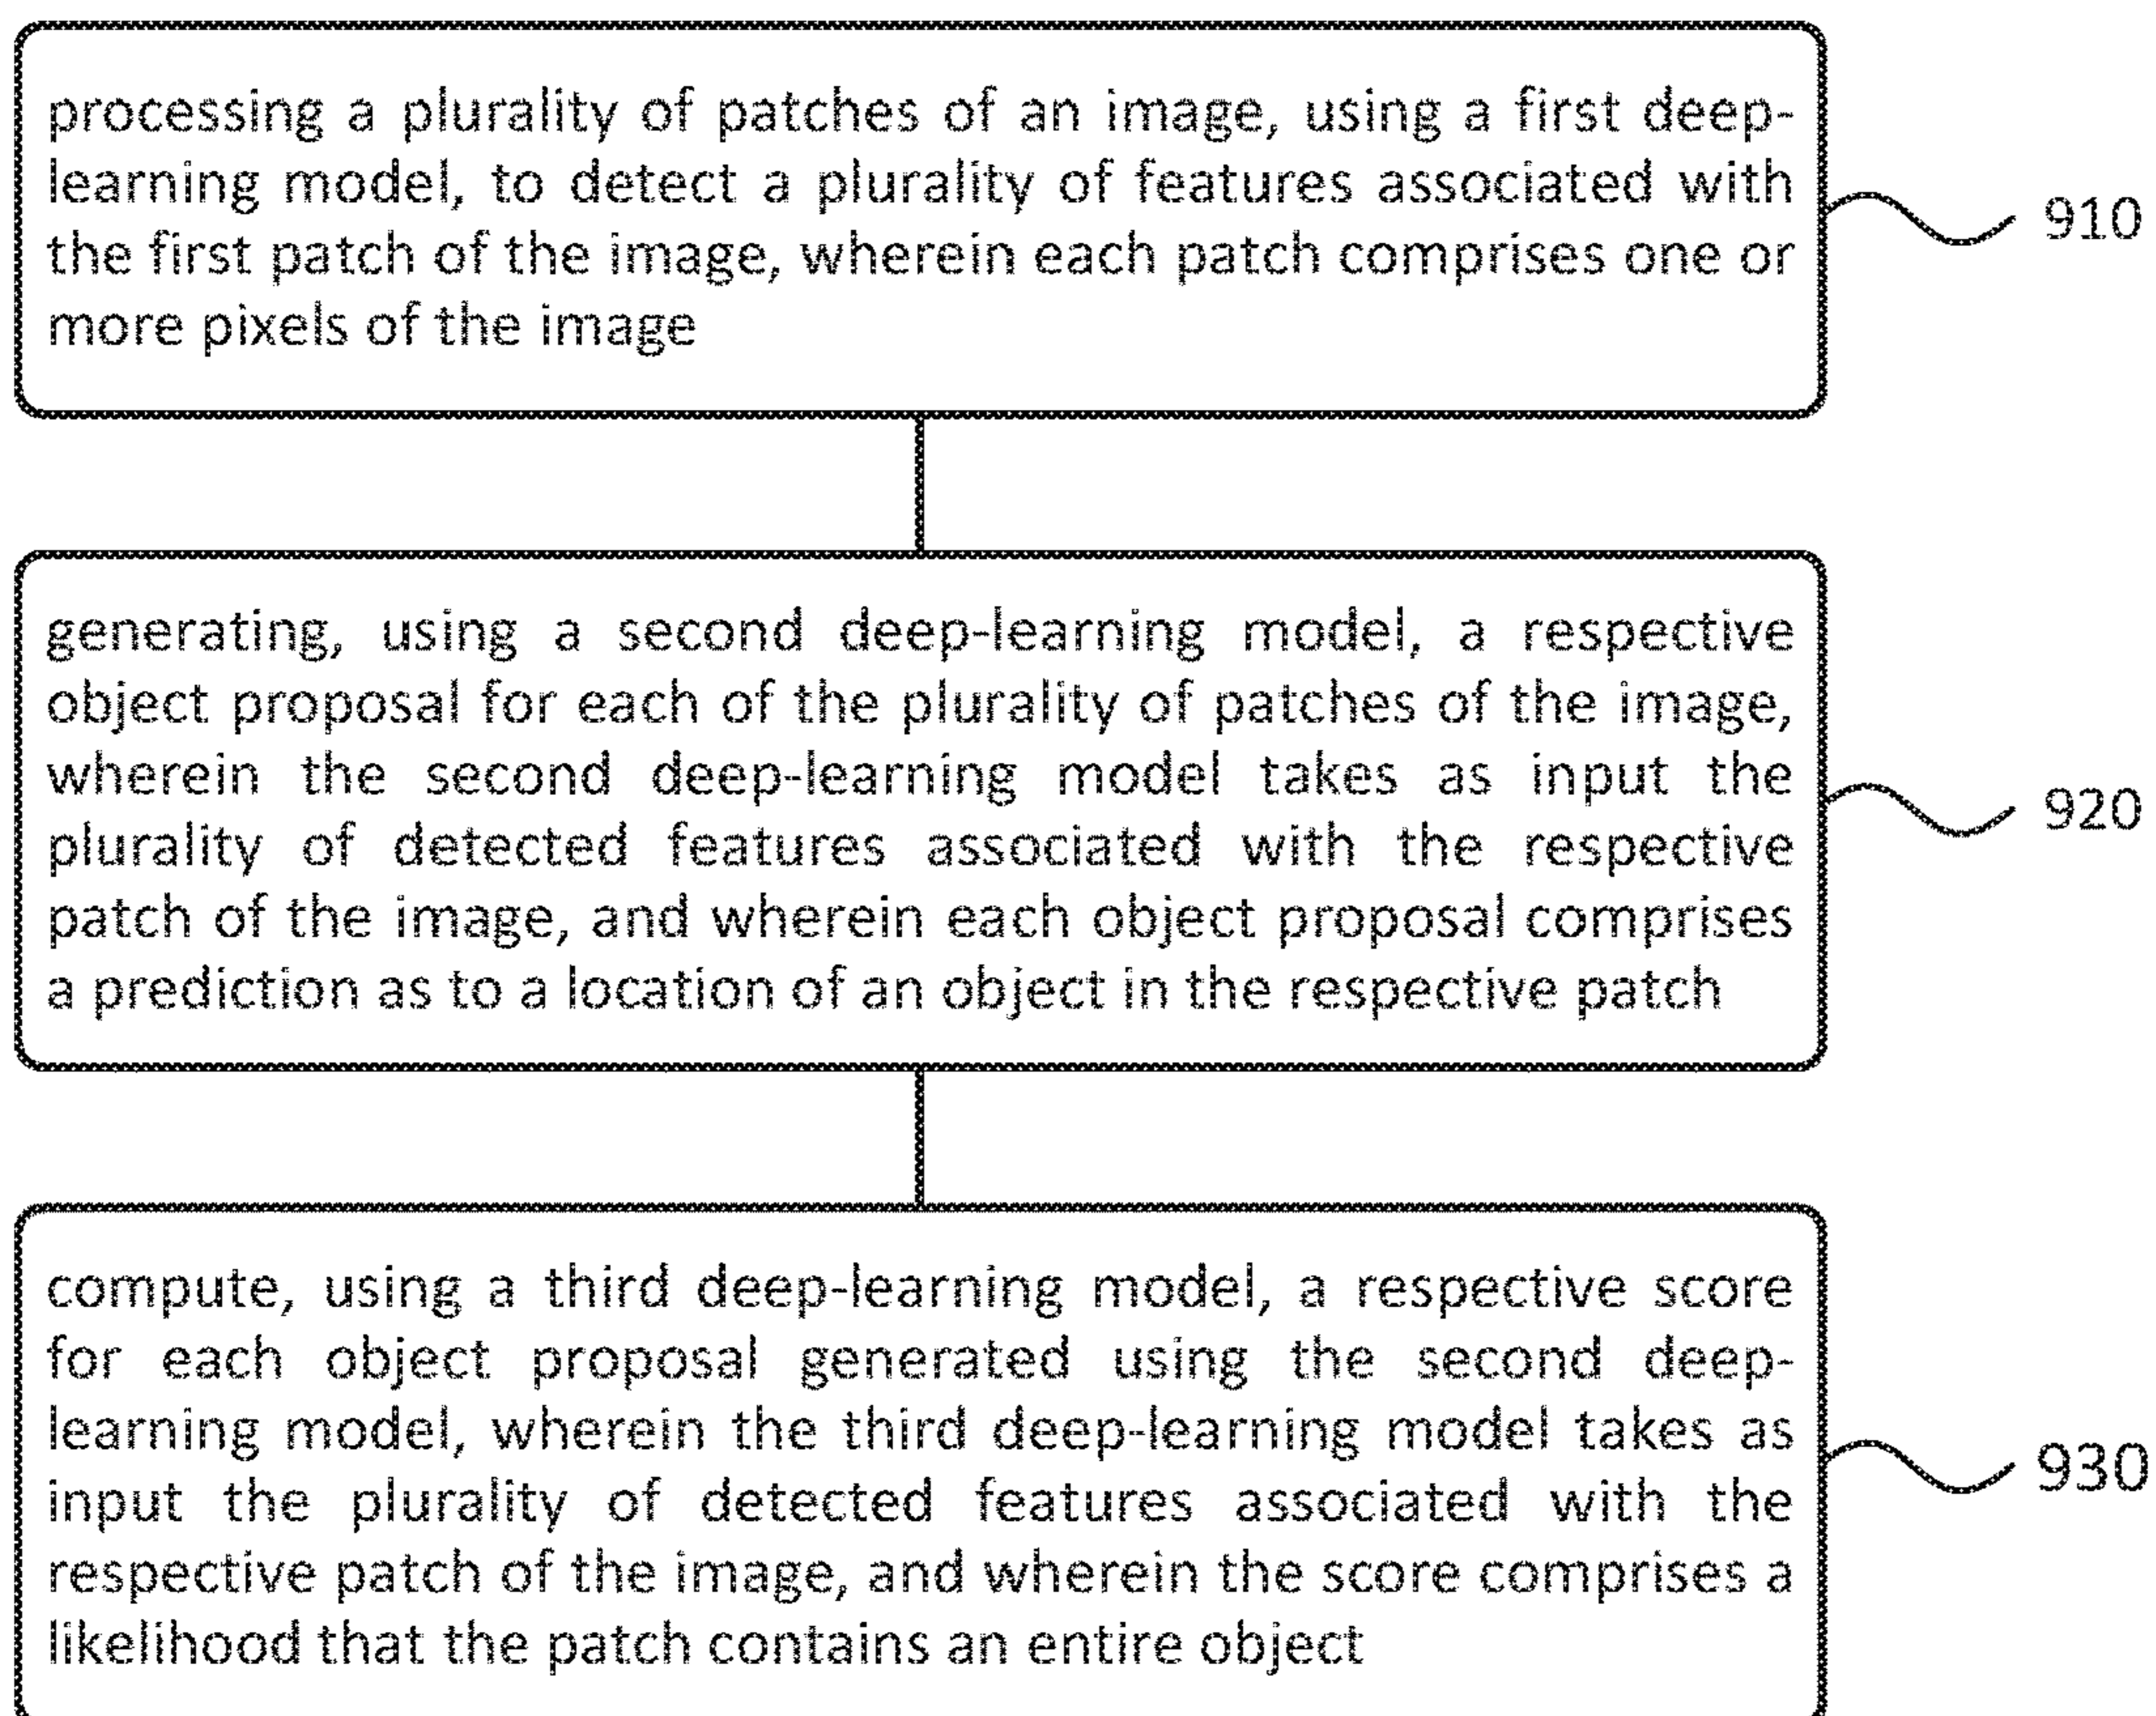 processing a plurality of patches of an image, using a first deep-
learning model, to detect a plurality of features associated with
the first patch of the image, wherein each patch comprises one or
more pixels of the image
910
generating, using a second deep-learning model, a respective
object proposal for each of the plurality of patches of the image,
wherein the second deep-learning model takes as input the
plurality of detected features associated with the respective
patch of the image, and wherein each object proposal comprises
a prediction as to a location of an object in the respective patch
920
compute, using a third deep-learning model, a respective score
for each object proposal generated using the second deep-
learning model, wherein the third deep-learning model takes as
input the plurality of detected features associated with the
respective patch of the image, and wherein the score comprises a
likelihood that the patch contains an entire object
930